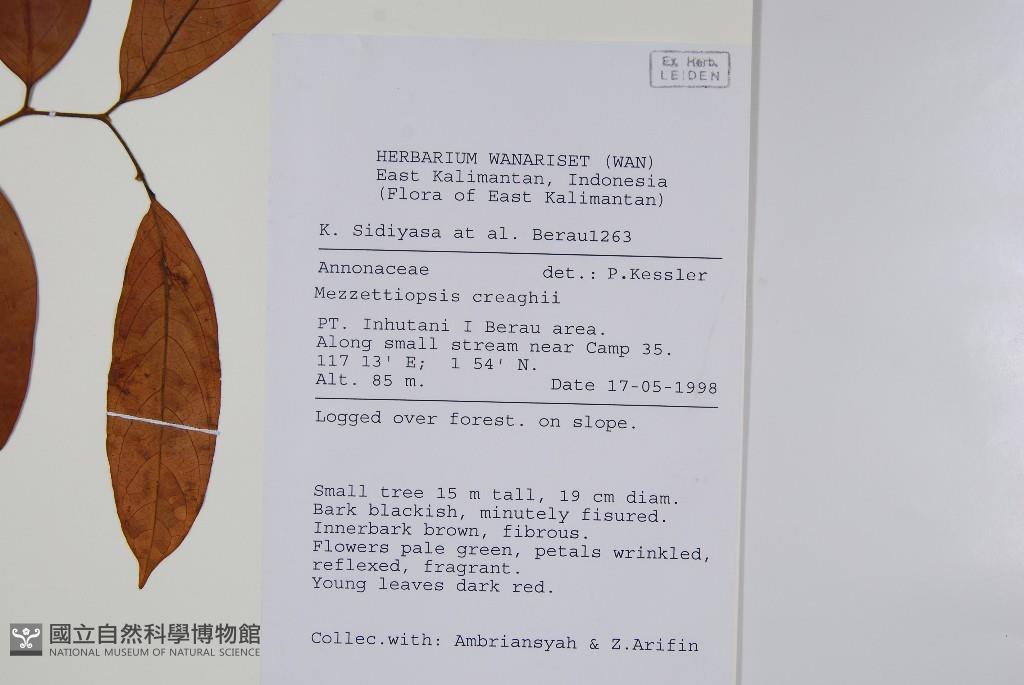 Ex Herb.
LEIDEN
HERBARIUM WANARISET (WAN)
East Kalimantan, Indonesia
(Flora of East Kalimantan)
K. Sidiyasa at al. Berau1263
Annonaceae det.: P.Kessler
Mezzettiopsis creaghii
PT. Inhutani I Berau area.
Along small stream near Camp 35.
117 13' E; 1 54' N.
Alt. 85 m. Date 17-05-1998
Logged over forest. on slope.
Small tree 15 m tall, 19 cm diam.
Bark blackish, minutely fisured.
Innerbark brown, fibrous.
Flowers pale green, petals wrinkled,
reflexed, fragrant.
Young leaves dark red.
Collec.with: Ambriansyah & Z.Arifin
國立自然科學博物館
NATIONAL MUSEUM OF NATURAL SCIENCE